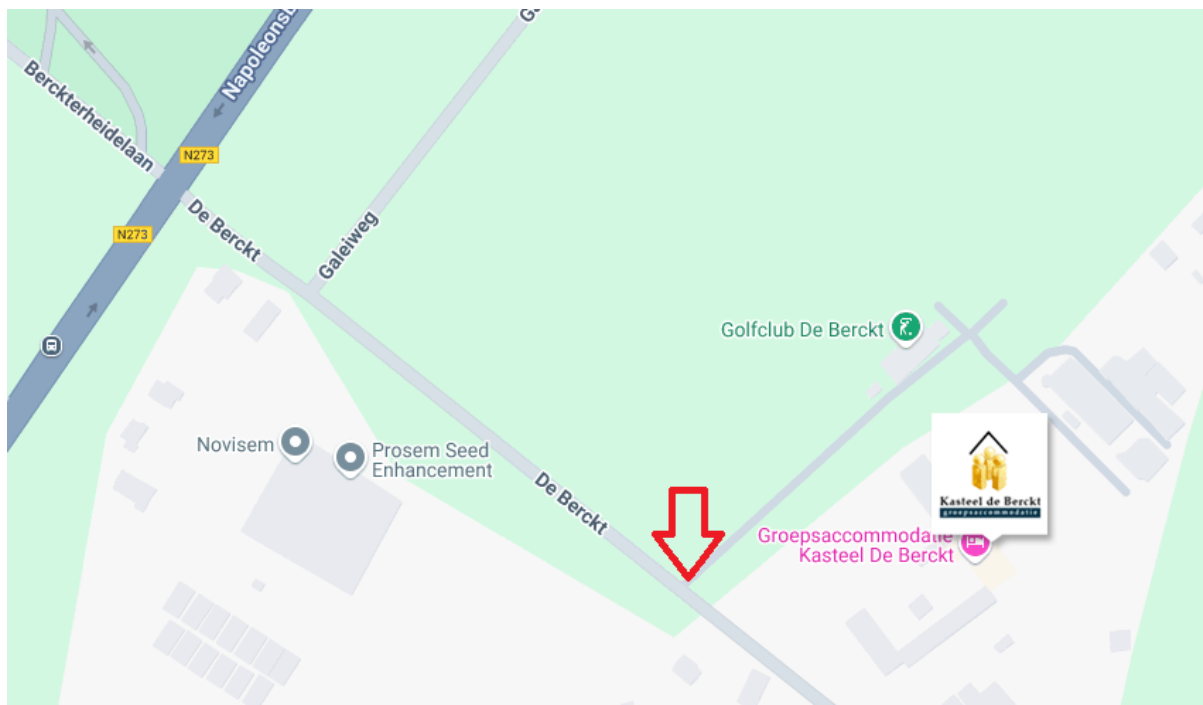 Napoleonsb
Ga
Berckterheidelaan
N273
De Berckt
N273
Galeiweg
Golfclub De Berckt
Novisem
Prosem Seed
Enhancement
De Berckt
Kasteel de Berckt
groepsaccommodatie
Groepsaccommodatie
Kasteel De Berckt